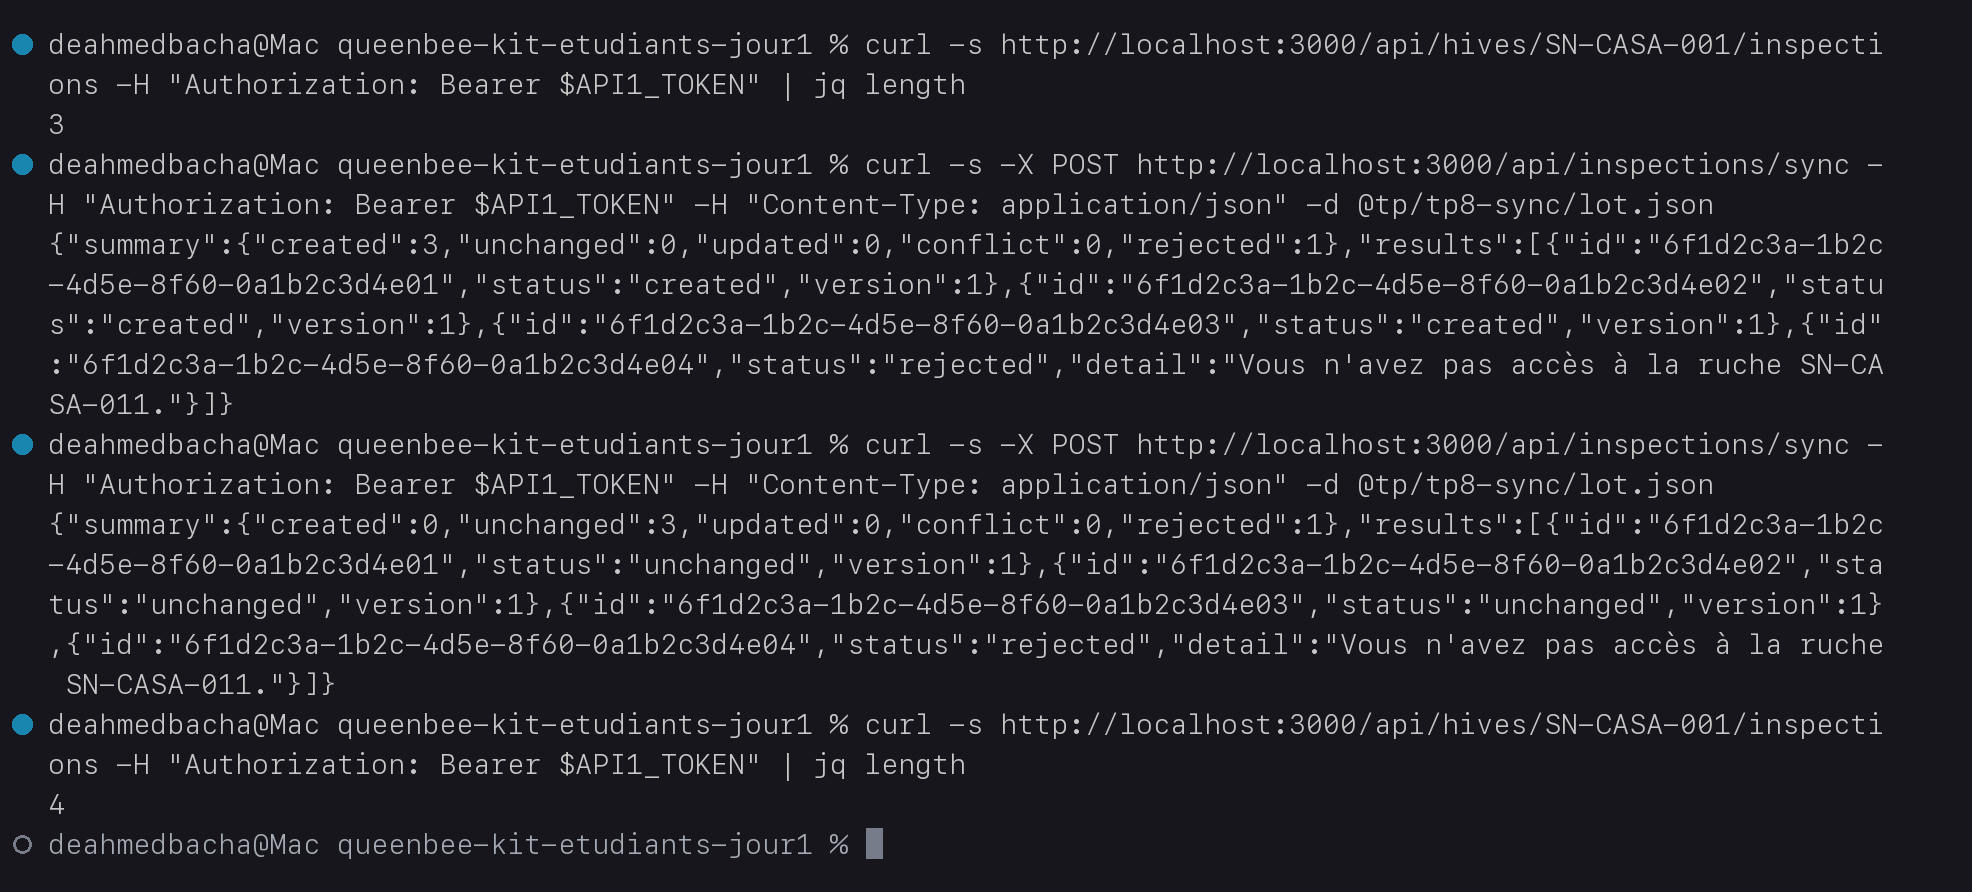 deahmedbacha@Mac queenbee-kit-etudiants-jour1 % curl -s http://localhost:3000/api/hives/SN-CASA-001/inspecti
ons -H "Authorization: Bearer $API1_TOKEN" | jq length
3
deahmedbacha@Mac queenbee-kit-etudiants-jour1 % curl -s -X POST http://localhost:3000/api/inspections/sync -
H "Authorization: Bearer $API1_TOKEN" -H "Content-Type: application/json" -d @tp/tp8-sync/lot.json
{"summary":{"created":3,"unchanged":0,"updated":0,"conflict":0,"rejected":1},"results":[{"id":"6f1d2c3a-1b2c
-4d5e-8f60-0a1b2c3d4e01","status":"created","version":1},{"id":"6f1d2c3a-1b2c-4d5e-8f60-0a1b2c3d4e02","statu
s":"created","version":1},{"id":"6f1d2c3a-1b2c-4d5e-8f60-0a1b2c3d4e03","status":"created","version":1},{"id"
:"6f1d2c3a-1b2c-4d5e-8f60-0a1b2c3d4e04","status":"rejected","detail":"Vous n'avez pas accès à la ruche SN-CA
SA-011."}]}
deahmedbacha@Mac queenbee-kit-etudiants-jour1 % curl -s -X POST http://localhost:3000/api/inspections/sync -
H "Authorization: Bearer $API1_TOKEN" -H "Content-Type: application/json" -d @tp/tp8-sync/lot.json
{"summary":{"created":0,"unchanged":3,"updated":0,"conflict":0,"rejected":1},"results":[{"id":"6f1d2c3a-1b2c
-4d5e-8f60-0a1b2c3d4e01","status":"unchanged","version":1},{"id":"6f1d2c3a-1b2c-4d5e-8f60-0a1b2c3d4e02","sta
tus":"unchanged","version":1},{"id":"6f1d2c3a-1b2c-4d5e-8f60-0a1b2c3d4e03","status":"unchanged","version":1}
,{"id":"6f1d2c3a-1b2c-4d5e-8f60-0a1b2c3d4e04","status":"rejected","detail":"Vous n'avez pas accès à la ruche
 SN-CASA-011."}]}
deahmedbacha@Mac queenbee-kit-etudiants-jour1 % curl -s http://localhost:3000/api/hives/SN-CASA-001/inspecti
ons -H "Authorization: Bearer $API1_TOKEN" | jq length
4
deahmedbacha@Mac queenbee-kit-etudiants-jour1 %